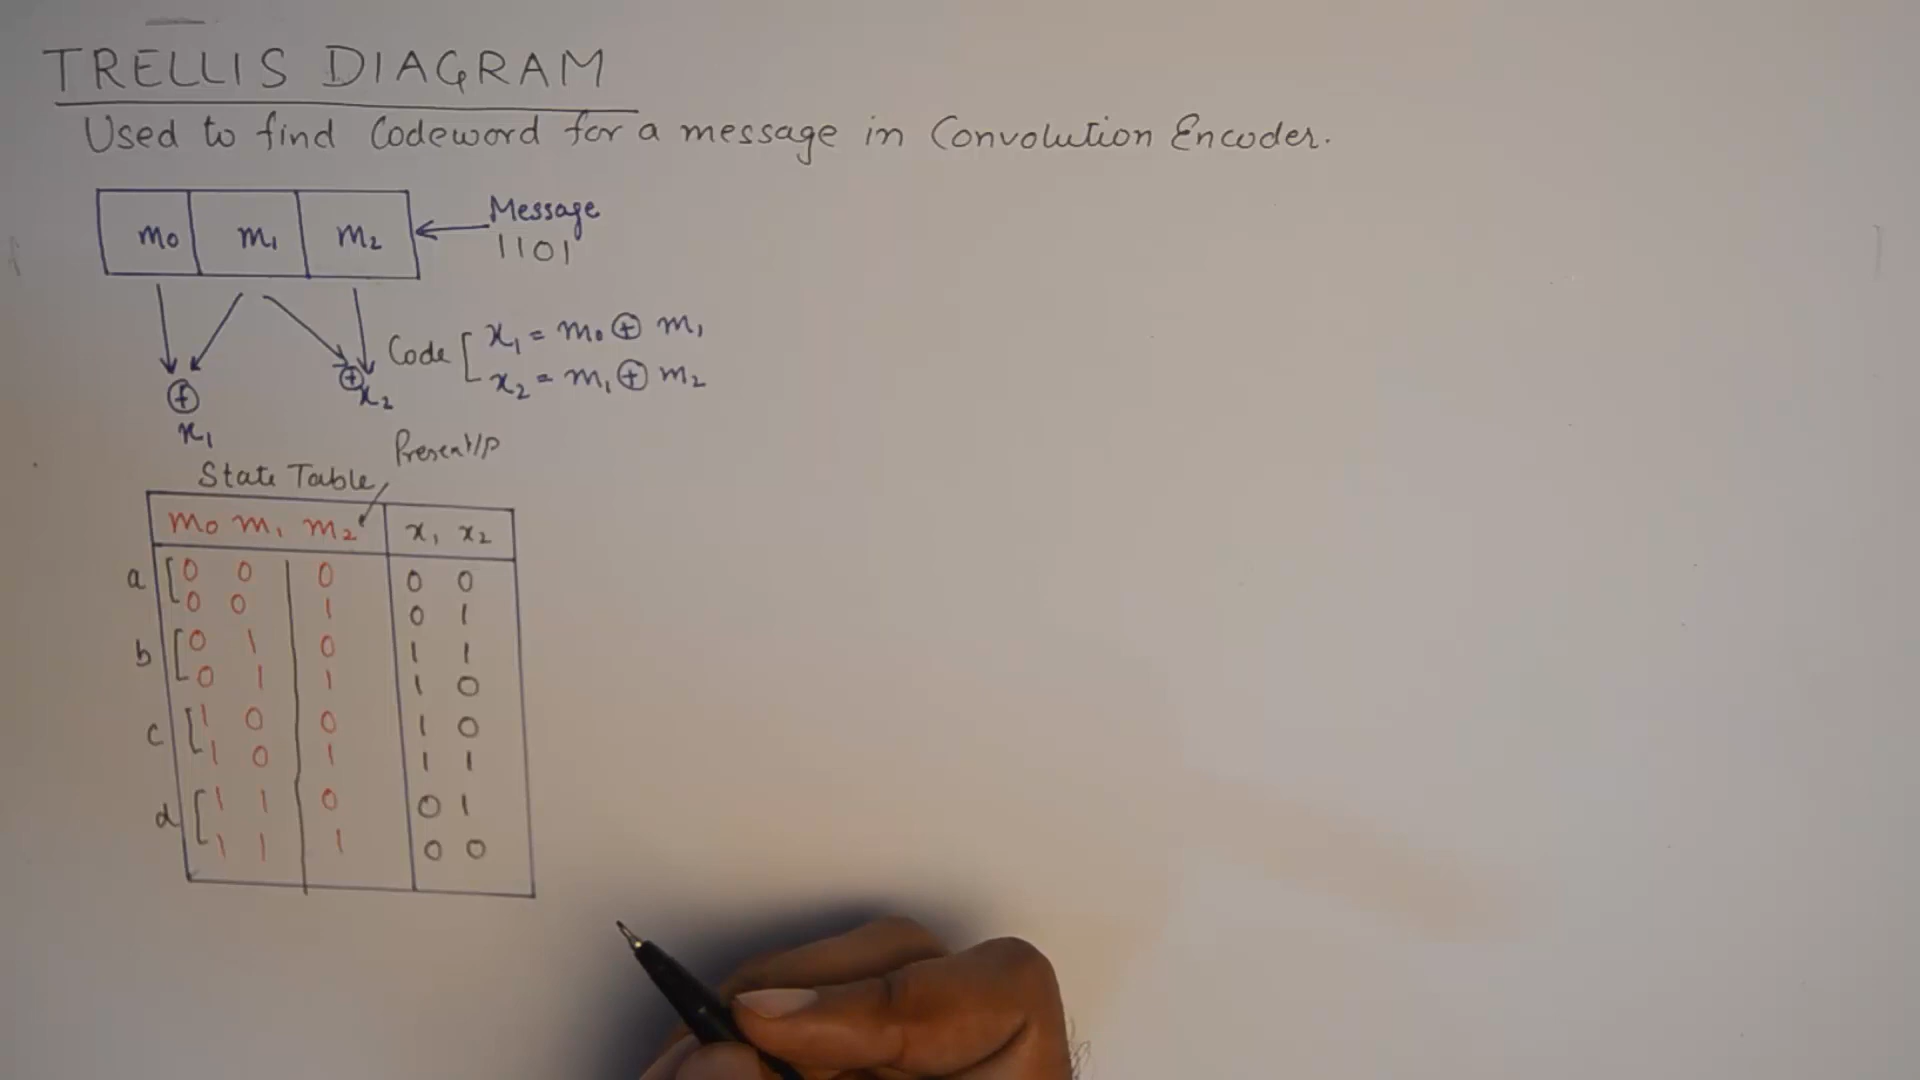 TRELLIS DIAGRAM
Used to find Codeword for a message in Convolution Encoder.
m0 m1 m2
Message
1101
Code [ x1 = m0 ⊕ m1
x2 = m1 ⊕ m2
⊕ x1
⊕ x2
Present I/P
State Table
m0 m1 m2 x1 x2
a 0 0 0 0 0
0 0 1 0 1
b 0 1 0 1 1
0 1 1 1 0
c 1 0 0 1 0
1 0 1 1 1
d 1 1 0 0 1
1 1 1 0 0